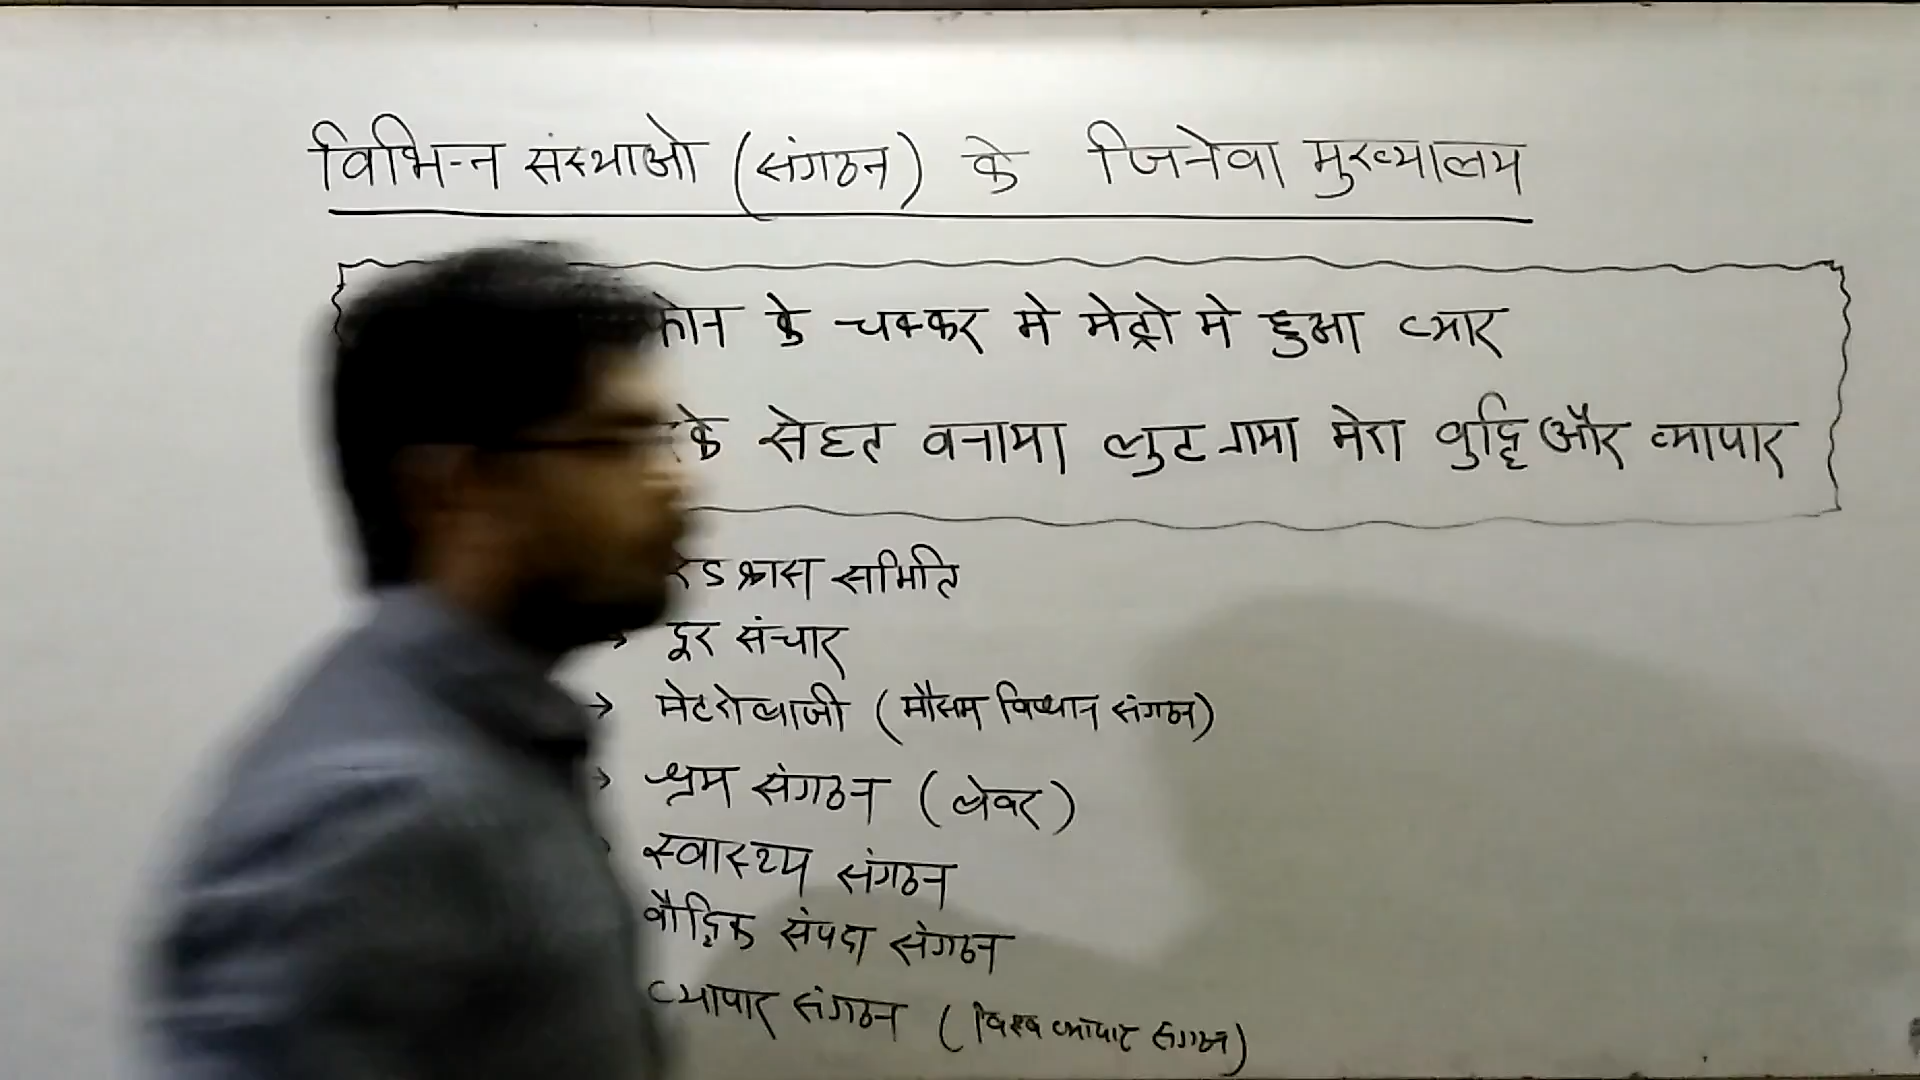 विभिन्न संस्थाओ (संगठन) के जिनेवा मुख्यालय
फोन के चक्कर मे मेट्रो मे हुआ प्यार
के सेहत बनाया लुट गया मेरा बुद्धि और व्यापार
रेड क्रास समिति
→ दूर संचार
→ मेटरोलाजी (मौसम विज्ञान संगठन)
→ श्रम संगठन (लेबर)
स्वास्थ्य संगठन
बौद्धिक संपदा संगठन
व्यापार संगठन (विश्व व्यापार संगठन)